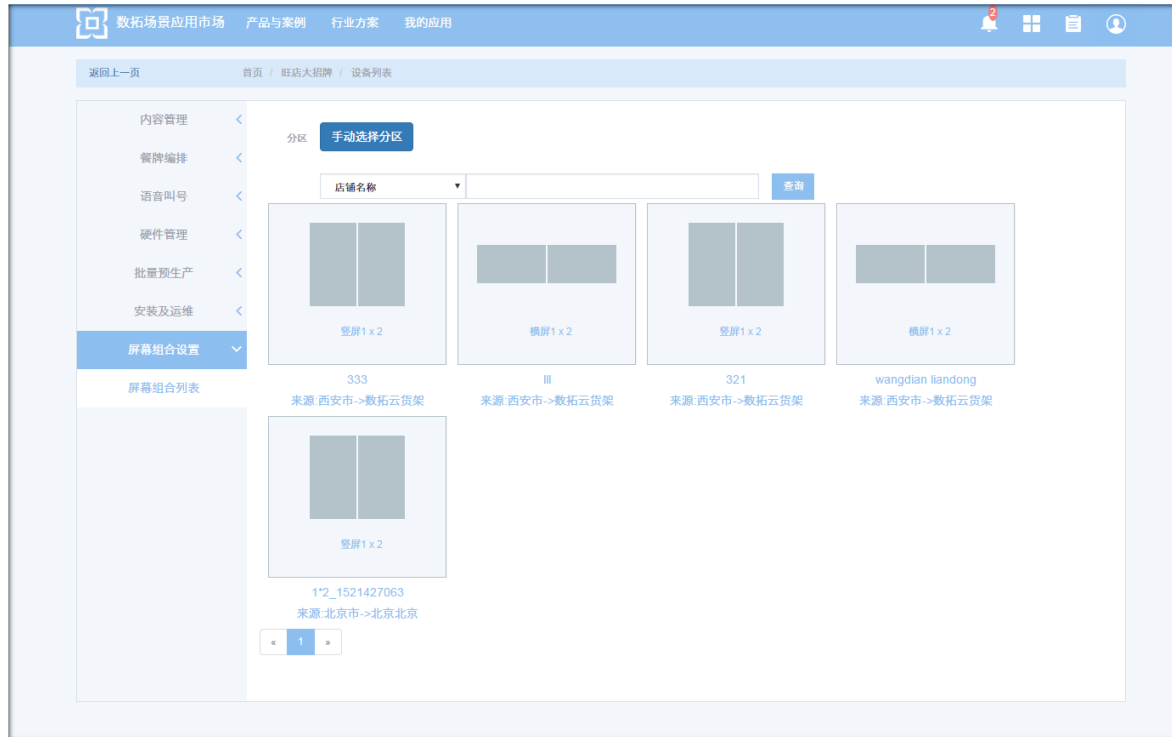 数拓场景应用市场 产品与案例 行业方案 我的应用 2
返回上一页 首页 / 旺店大招牌 / 设备列表
内容管理
餐牌编排
语音叫号
硬件管理
批量预生产
安装及运维
屏幕组合设置
屏幕组合列表
分区 手动选择分区
店铺名称 查询
竖屏1 x 2 横屏1 x 2 竖屏1 x 2 横屏1 x 2
333 lll 321 wangdian liandong
来源:西安市->数拓云货架 来源:西安市->数拓云货架 来源:西安市->数拓云货架 来源:西安市->数拓云货架
竖屏1 x 2
1*2_1521427063
来源:北京市->北京北京
« 1 »